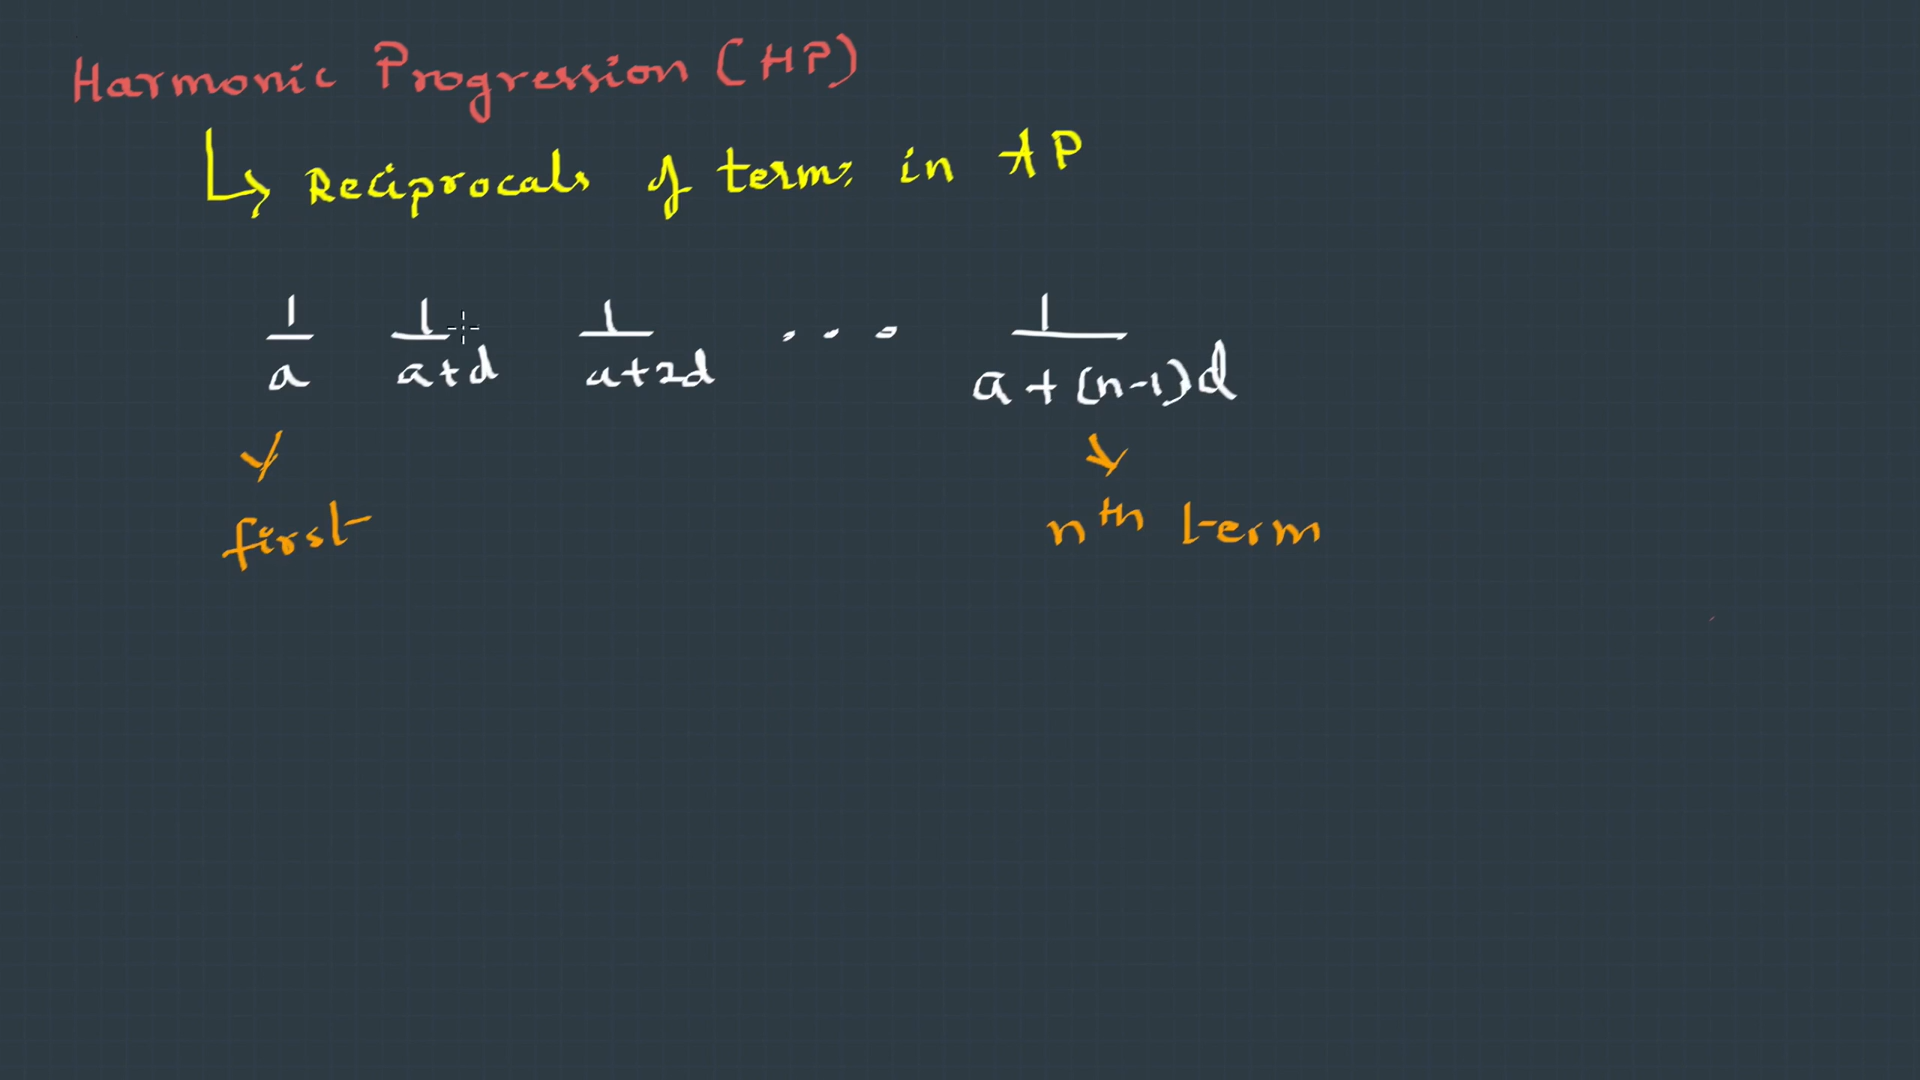 Harmonic Progression (HP)
↳ Reciprocals of terms in AP
1/a 1/(a+d) 1/(a+2d) ... 1/(a+(n-1)d)
first nth term